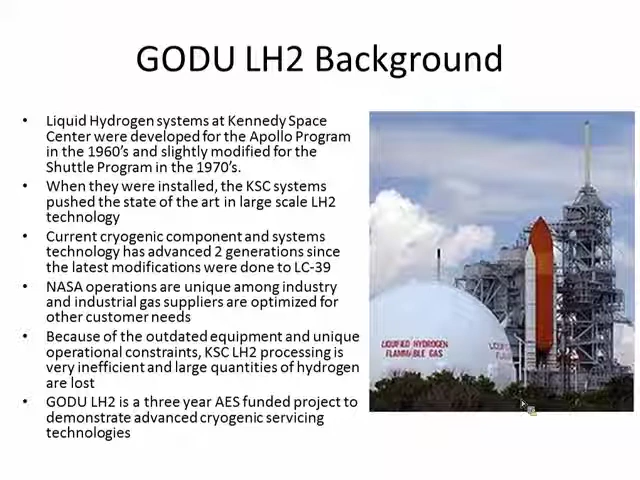 GODU LH2 Background
• Liquid Hydrogen systems at Kennedy Space
Center were developed for the Apollo Program
in the 1960's and slightly modified for the
Shuttle Program in the 1970's.
• When they were installed, the KSC systems
pushed the state of the art in large scale LH2
technology
• Current cryogenic component and systems
technology has advanced 2 generations since
the latest modifications were done to LC-39
• NASA operations are unique among industry
and industrial gas suppliers are optimized for
other customer needs
• Because of the outdated equipment and unique
operational constraints, KSC LH2 processing is
very inefficient and large quantities of hydrogen
are lost
• GODU LH2 is a three year AES funded project to
demonstrate advanced cryogenic servicing
technologies
LIQUIFIED HYDROGEN
FLAMMABLE GAS